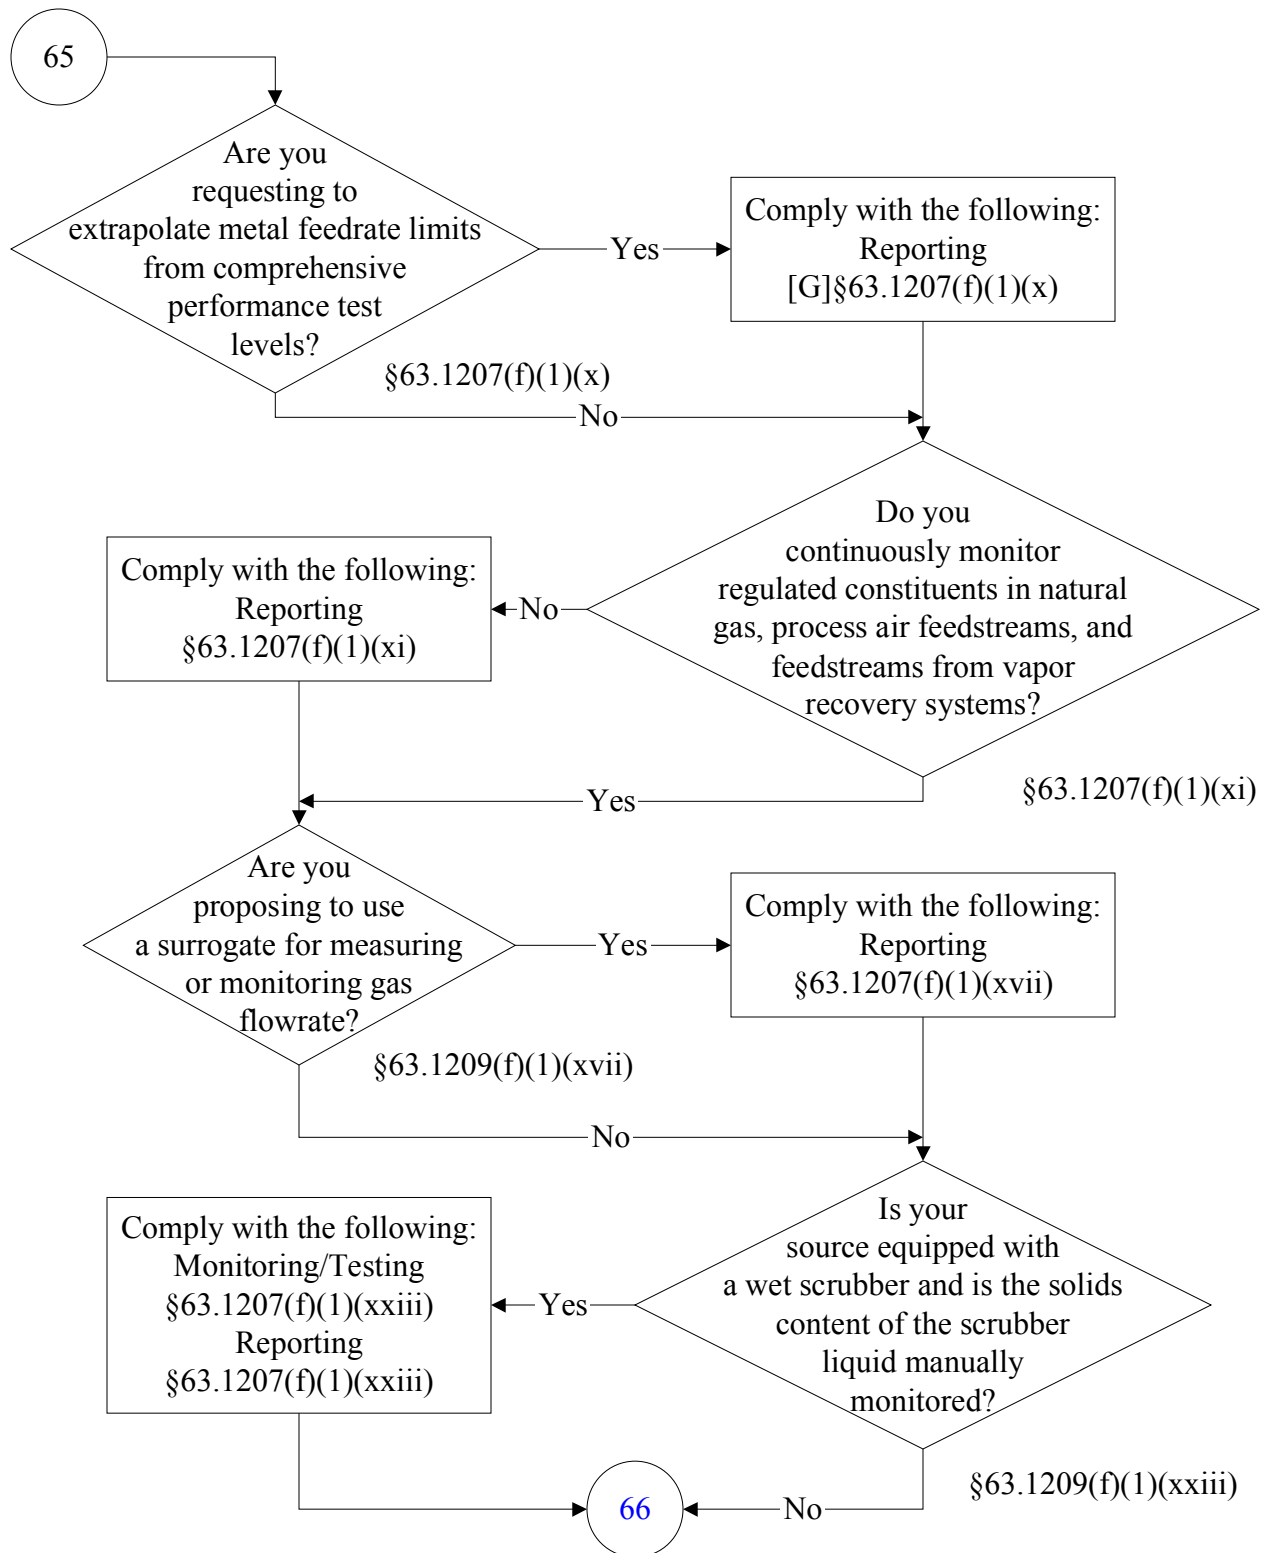 65
Are you
requesting to
extrapolate metal feedrate limits
from comprehensive
performance test
levels?
Yes
Comply with the following:
Reporting
[G]§63.1207(f)(1)(x)
§63.1207(f)(1)(x)
No
Do you
continuously monitor
regulated constituents in natural
gas, process air feedstreams, and
feedstreams from vapor
recovery systems?
No
Comply with the following:
Reporting
§63.1207(f)(1)(xi)
§63.1207(f)(1)(xi)
Yes
Are you
proposing to use
a surrogate for measuring
or monitoring gas
flowrate?
Yes
Comply with the following:
Reporting
§63.1207(f)(1)(xvii)
§63.1209(f)(1)(xvii)
No
Is your
source equipped with
a wet scrubber and is the solids
content of the scrubber
liquid manually
monitored?
Yes
Comply with the following:
Monitoring/Testing
§63.1207(f)(1)(xxiii)
Reporting
§63.1207(f)(1)(xxiii)
§63.1209(f)(1)(xxiii)
No
66